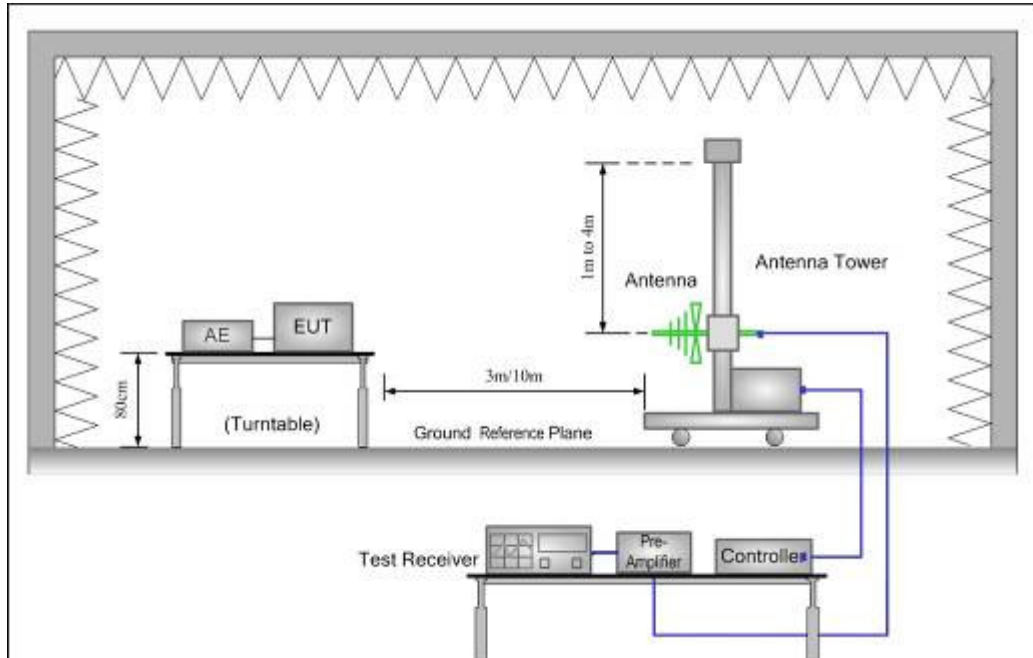 1m to 4m
Antenna
Antenna Tower
AE
EUT
80cm
(Turntable)
3m/10m
Ground Reference Plane
Test Receiver
Pre-
Amplifier
Controlle